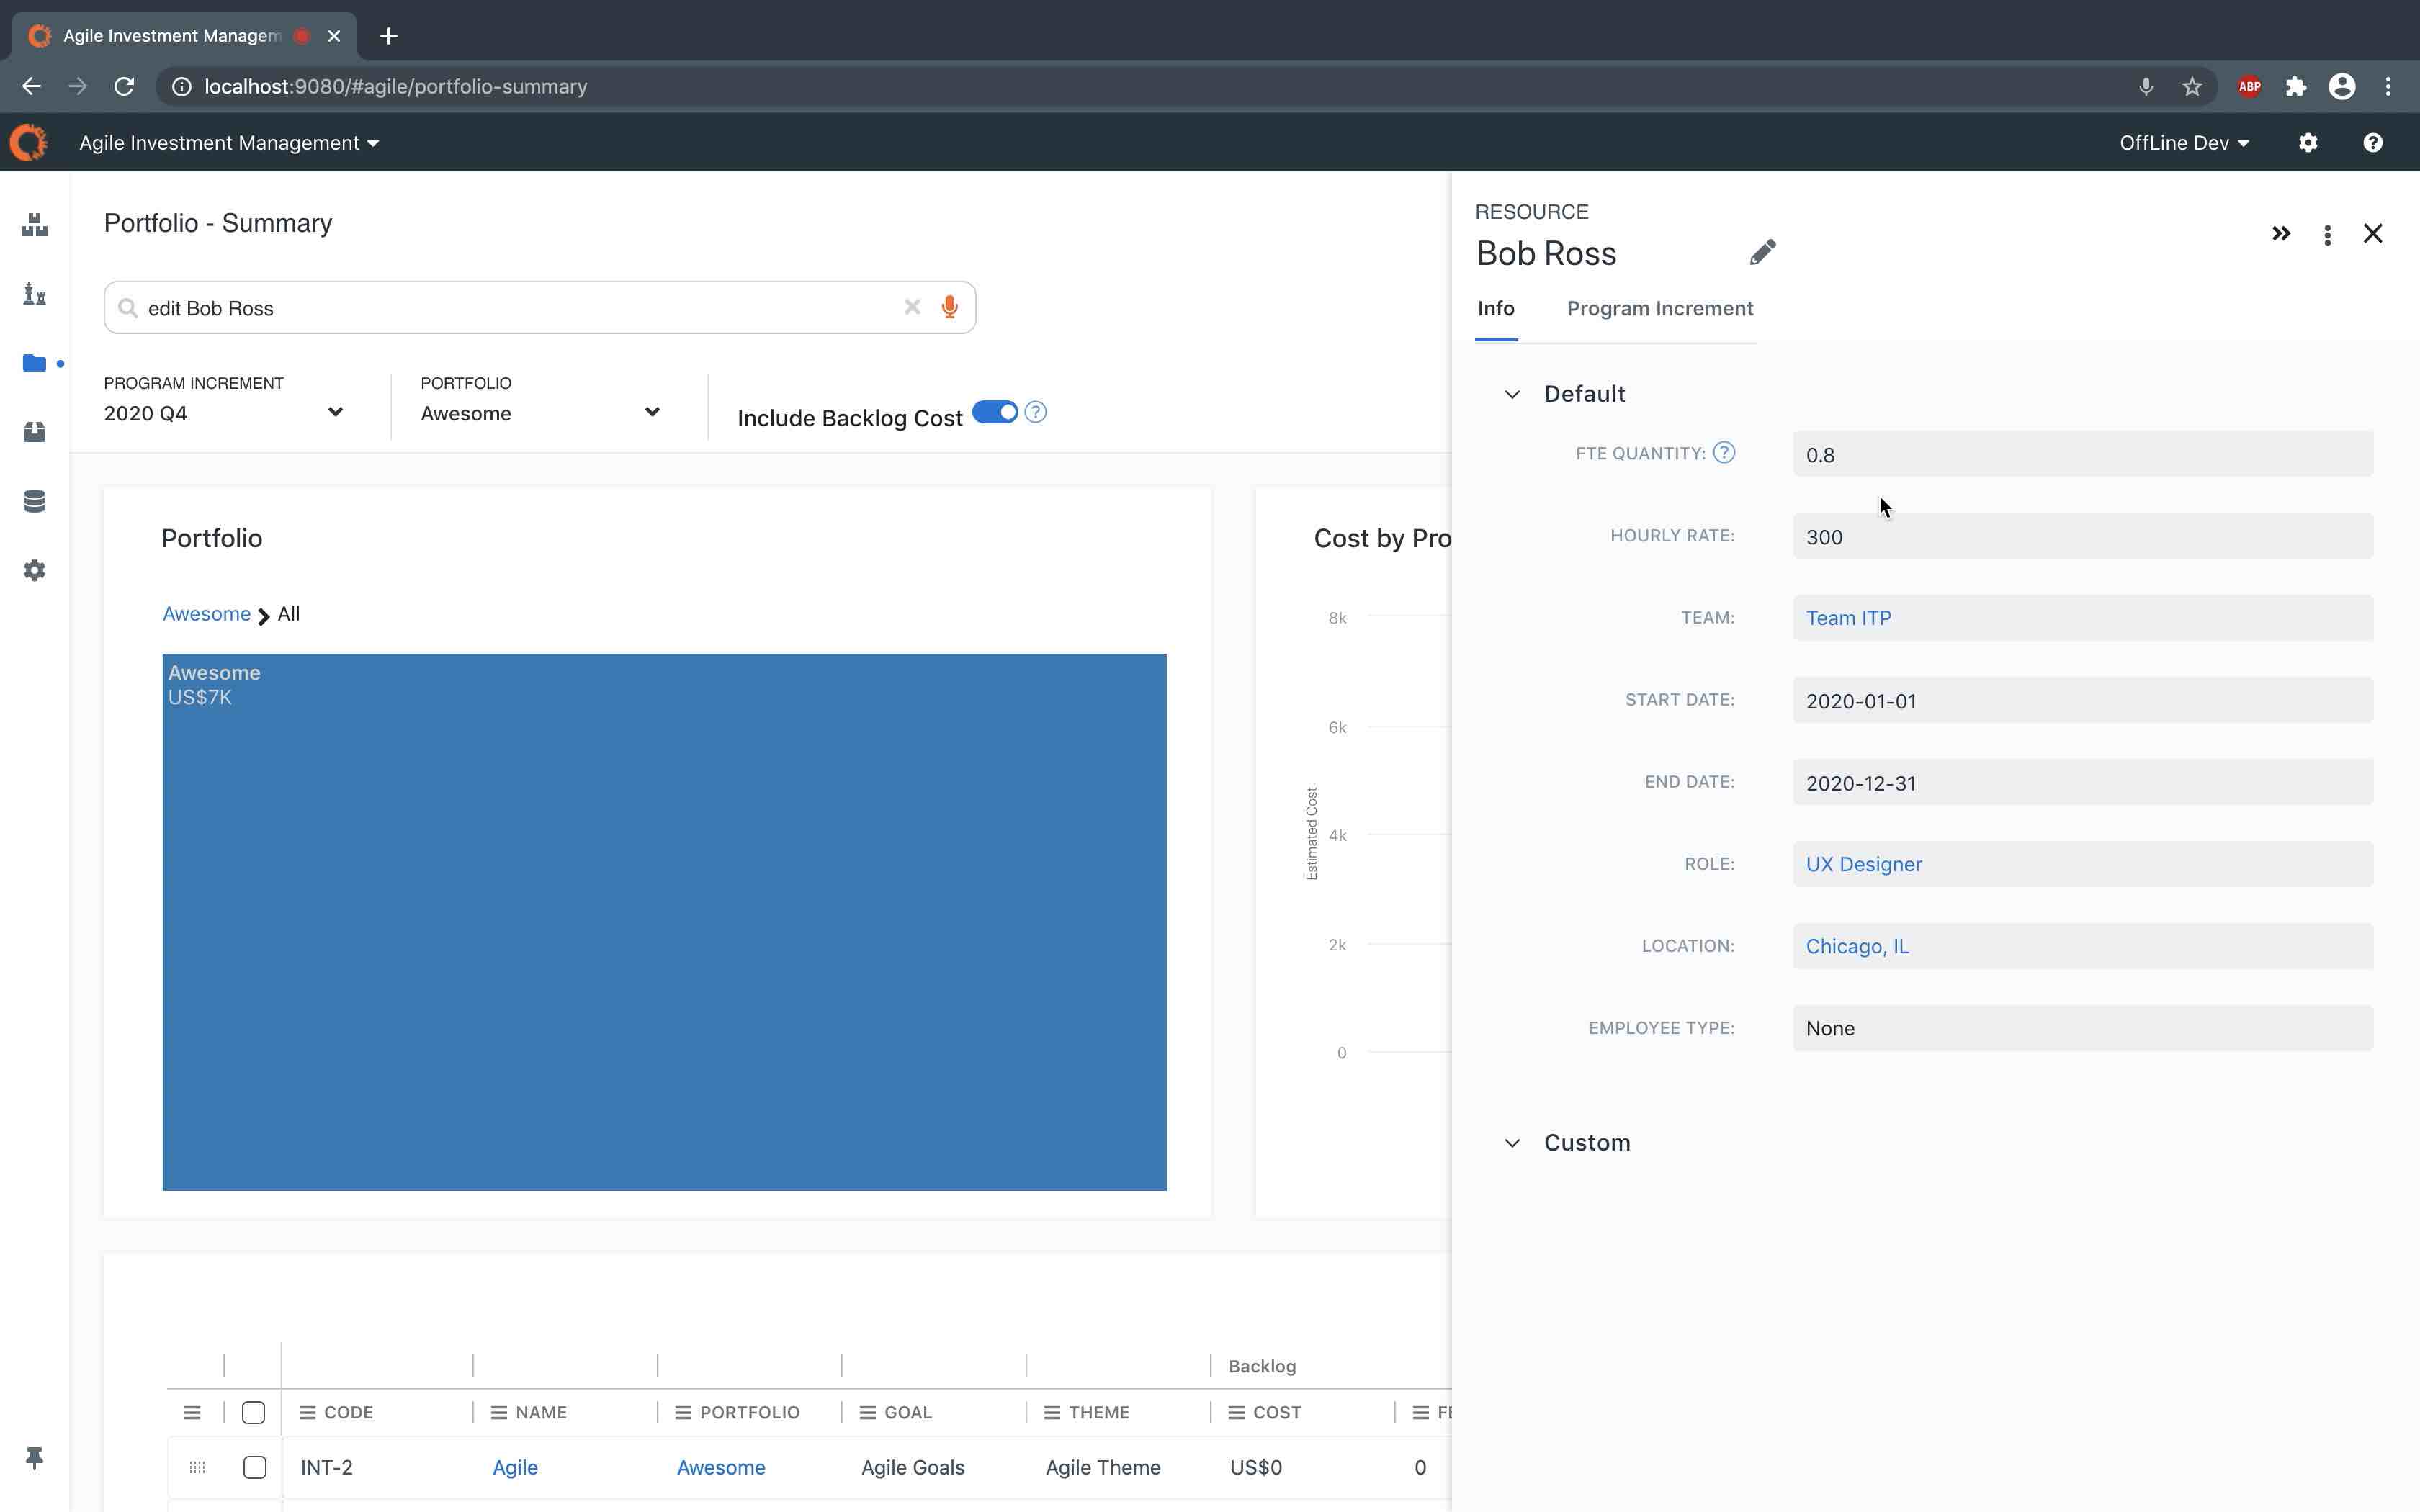 Agile Investment Managem
localhost:9080/#agile/portfolio-summary
ABP
Agile Investment Management
OffLine Dev
Portfolio - Summary
edit Bob Ross
PROGRAM INCREMENT
2020 Q4
PORTFOLIO
Awesome
Include Backlog Cost
Portfolio
Awesome All
Awesome
US$7K
Cost by Pro
8k
6k
4k
2k
0
Estimated Cost
Backlog
CODE NAME PORTFOLIO GOAL THEME COST FE
INT-2 Agile Awesome Agile Goals Agile Theme US$0 0
RESOURCE
Bob Ross
Info Program Increment
Default
FTE QUANTITY: 0.8
HOURLY RATE: 300
TEAM: Team ITP
START DATE: 2020-01-01
END DATE: 2020-12-31
ROLE: UX Designer
LOCATION: Chicago, IL
EMPLOYEE TYPE: None
Custom